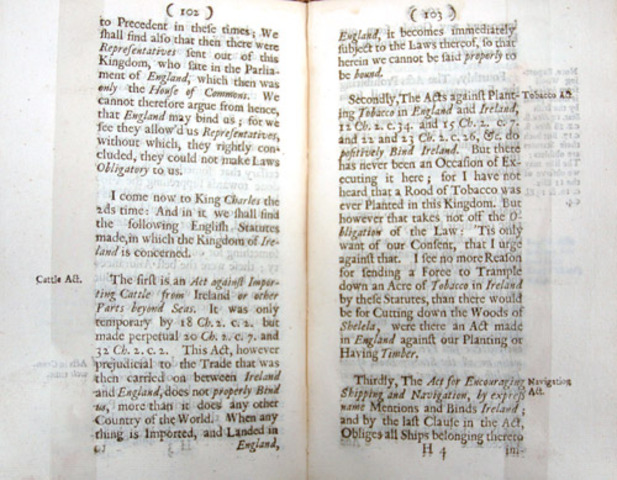 ( 102 )
to Precedent in these times; We
shall find also that then there were
Representatives sent out of this
Kingdom, who sate in the Parlia-
ment of England, which then was
only the House of Commons. We
cannot therefore argue from hence,
that England may bind us; for we
see they allow'd us Representatives,
without which, they rightly con-
cluded, they could not make Laws
Obligatory to us.
I come now to King Charles the
2ds time: And in it we shall find
the following English Statutes
made, in which the Kingdom of Ire-
land is concerned.
Cattle Act.
The first is an Act against Impor-
ting Cattle from Ireland or other
Parts beyond Seas. It was only
temporary by 18 Ch. 2. c. 2. but
made perpetual 20 Ch. 2. c. 7. and
32 Ch. 2. c. 2. This Act, however
prejudicial to the Trade that was
then carried on between Ireland
and England, does not properly Bind
us, more than it does any other
Country of the World. When any
thing is Imported, and Landed in
England,
( 103 )
England, it becomes immediately
subject to the Laws thereof, so that
herein we cannot be said properly to
be bound.
Secondly, The Acts against Plant-
Tobacco Act.
ing Tobacco in England and Ireland,
12 Ch. 2. c. 34. and 15 Ch. 2. c. 7.
and 22 and 23 Ch. 2. c. 26, &c. do
positively Bind Ireland. But there
has never been an Occasion of Ex-
ecuting it here; for I have not
heard that a Rood of Tobacco was
ever Planted in this Kingdom. But
however that takes not off the O-
bligation of the Law: 'Tis only
want of our Consent, that I urge
against that. I see no more Reason
for sending a Force to Trample
down an Acre of Tobacco in Ireland
by these Statutes, than there would
be for Cutting down the Woods of
Shelela, were there an Act made
in England against our Planting or
Having Timber.
Thirdly, The Act for Encouraging
Navigation
Act.
Shipping and Navigation, by express
name Mentions and Binds Ireland;
and by the last Clause in the Act,
Obliges all Ships belonging thereto
H 4
im-